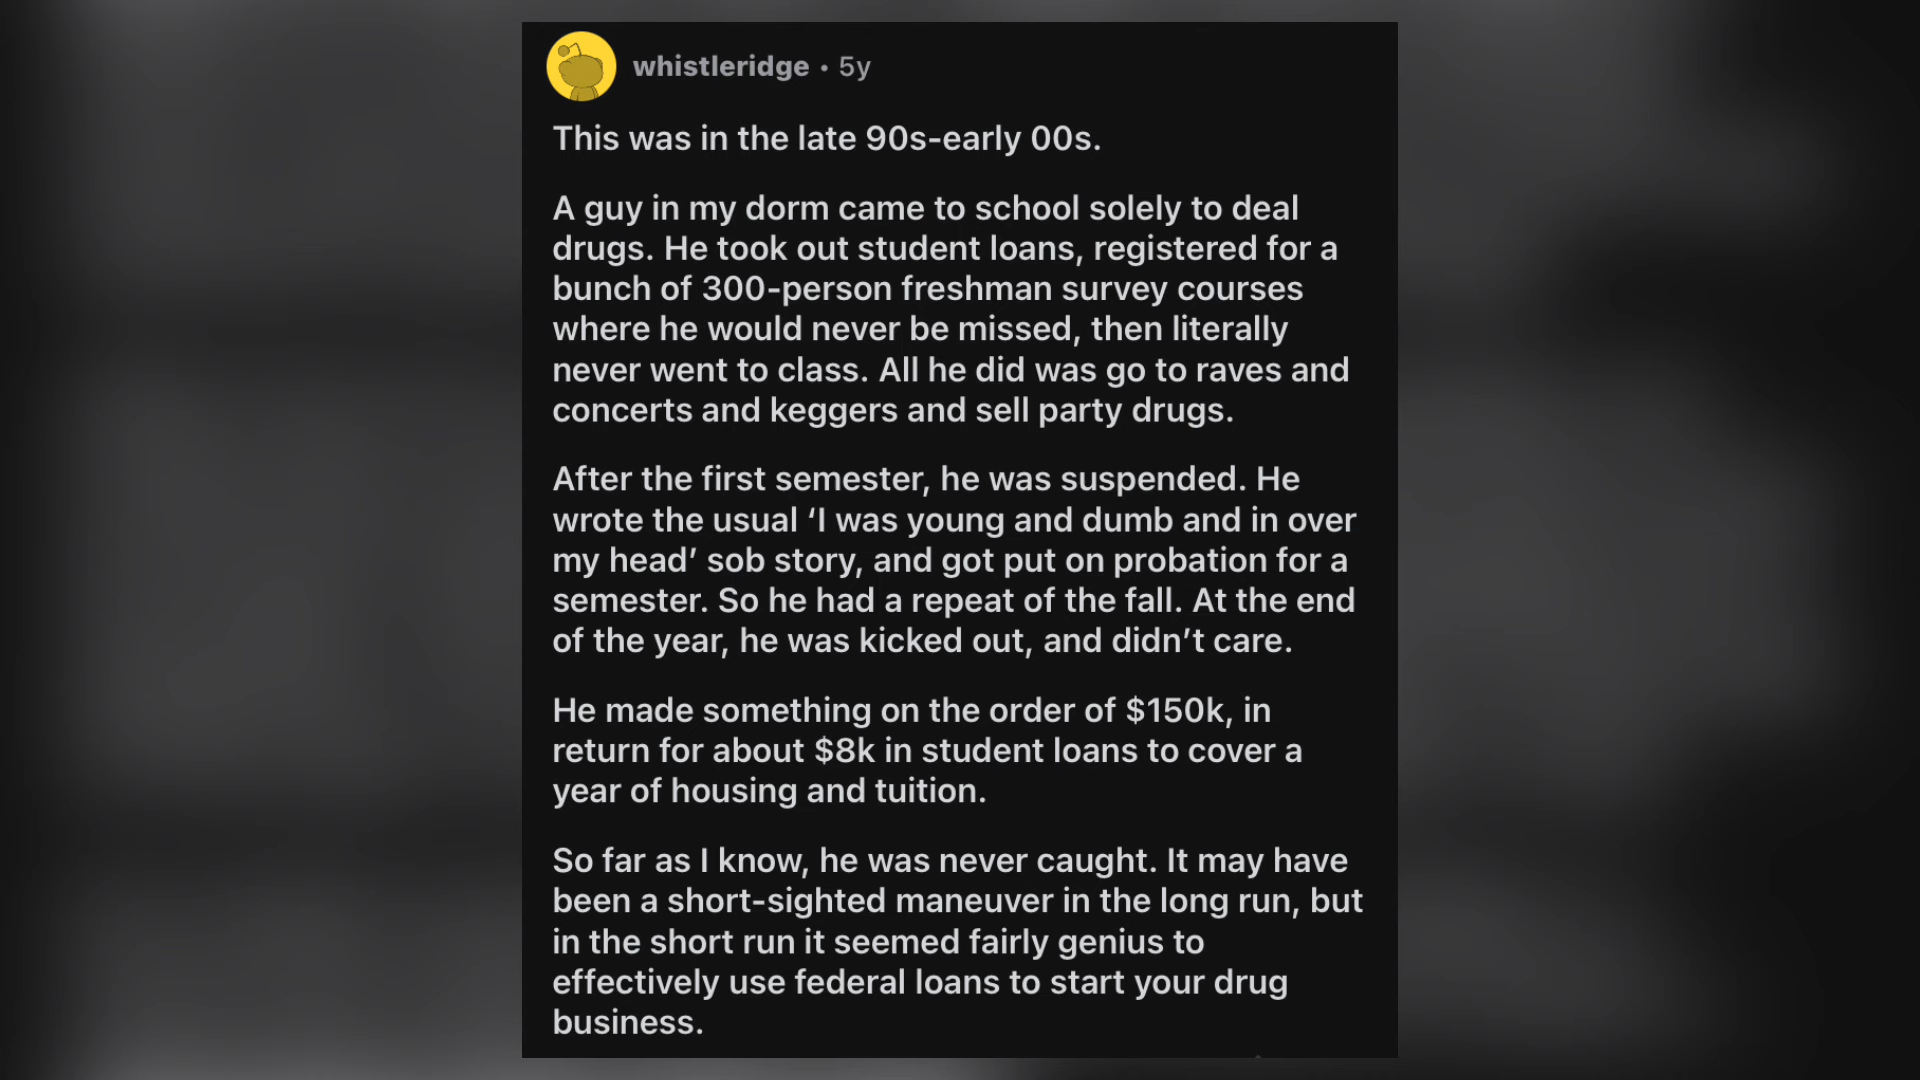 whistleridge • 5y
This was in the late 90s-early 00s.
A guy in my dorm came to school solely to deal
drugs. He took out student loans, registered for a
bunch of 300-person freshman survey courses
where he would never be missed, then literally
never went to class. All he did was go to raves and
concerts and keggers and sell party drugs.
After the first semester, he was suspended. He
wrote the usual ‘I was young and dumb and in over
my head’ sob story, and got put on probation for a
semester. So he had a repeat of the fall. At the end
of the year, he was kicked out, and didn’t care.
He made something on the order of $150k, in
return for about $8k in student loans to cover a
year of housing and tuition.
So far as I know, he was never caught. It may have
been a short-sighted maneuver in the long run, but
in the short run it seemed fairly genius to
effectively use federal loans to start your drug
business.